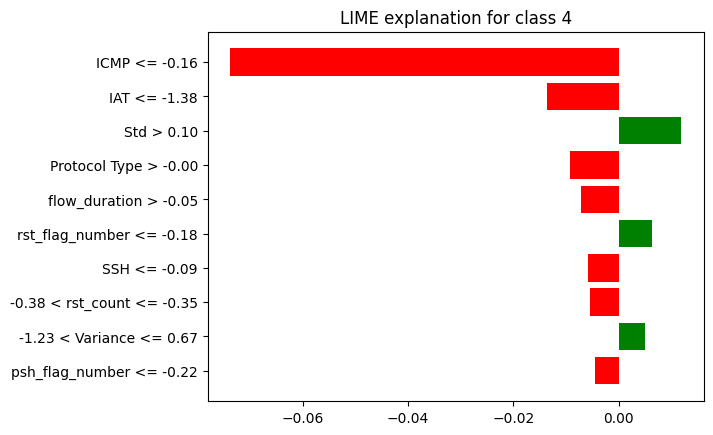 LIME explanation for class 4
ICMP <= -0.16
IAT <= -1.38
Std > 0.10
Protocol Type > -0.00
flow_duration > -0.05
rst_flag_number <= -0.18
SSH <= -0.09
-0.38 < rst_count <= -0.35
-1.23 < Variance <= 0.67
psh_flag_number <= -0.22
−0.06 −0.04 −0.02 0.00